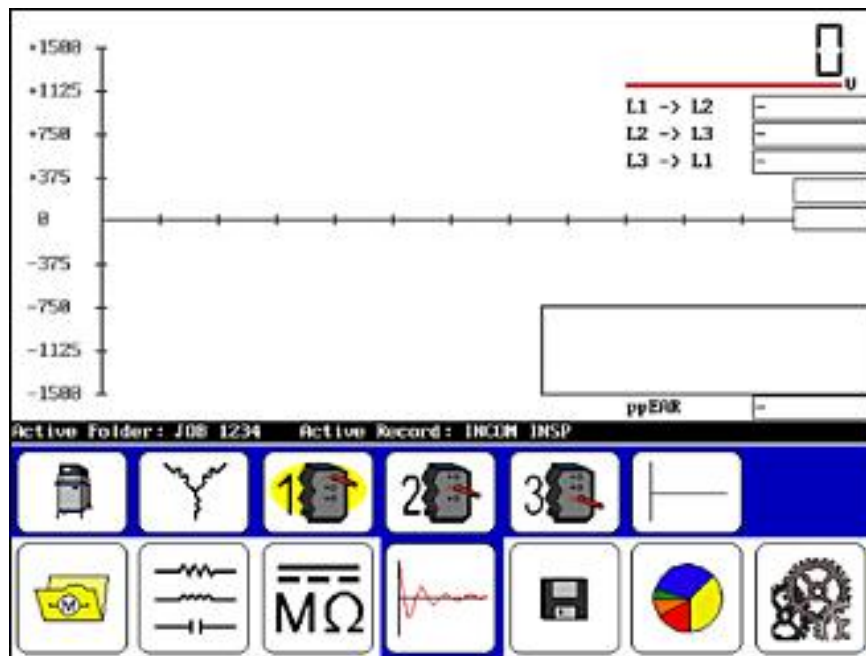 0
+1500
V
+1125
L1 -> L2 -
+750
L2 -> L3 -
L3 -> L1 -
+375
0
-375
-750
-1125
-1500
ppEAR -
Active Folder: JOB 1234 Active Record: INCOM INSP
1 2 3
M
MΩ